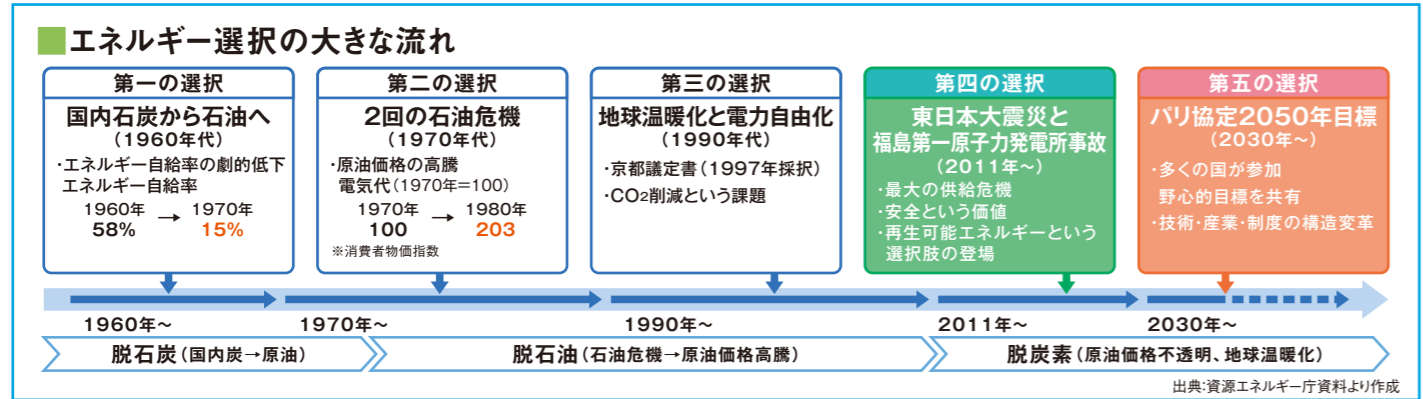 ■エネルギー選択の大きな流れ
第一の選択
国内石炭から石油へ
(1960年代)
・エネルギー自給率の劇的低下
エネルギー自給率
1960年 → 1970年
58% 15%
第二の選択
2回の石油危機
(1970年代)
・原油価格の高騰
電気代(1970年=100)
1970年 → 1980年
100 203
※消費者物価指数
第三の選択
地球温暖化と電力自由化
(1990年代)
・京都議定書(1997年採択)
・CO2削減という課題
第四の選択
東日本大震災と
福島第一原子力発電所事故
(2011年~)
・最大の供給危機
・安全という価値
・再生可能エネルギーという
選択肢の登場
第五の選択
パリ協定2050年目標
(2030年~)
・多くの国が参加
野心的目標を共有
・技術・産業・制度の構造変革
1960年~ 1970年~ 1990年~ 2011年~ 2030年~
脱石炭(国内炭→原油) 脱石油(石油危機→原油価格高騰) 脱炭素(原油価格不透明、地球温暖化)
出典:資源エネルギー庁資料より作成